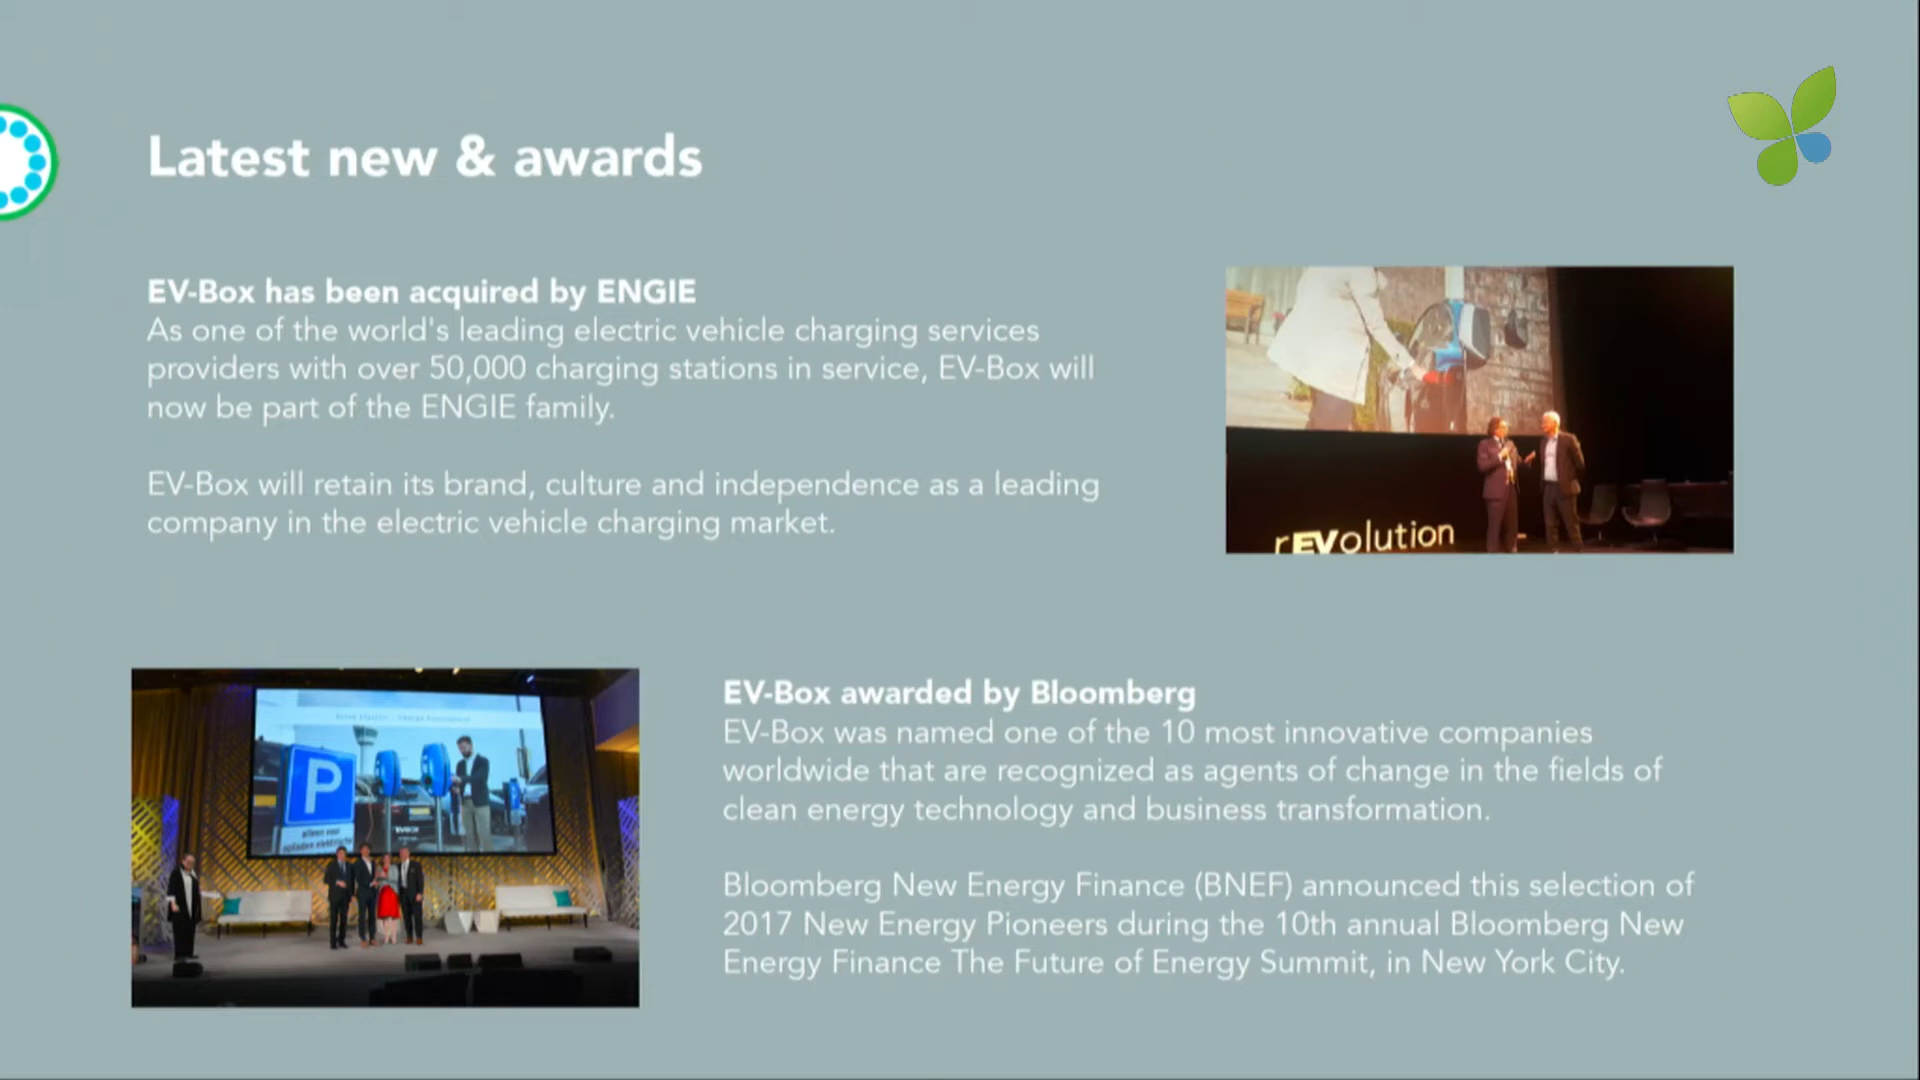 Latest new & awards
EV-Box has been acquired by ENGIE
As one of the world's leading electric vehicle charging services
providers with over 50,000 charging stations in service, EV-Box will
now be part of the ENGIE family.
EV-Box will retain its brand, culture and independence as a leading
company in the electric vehicle charging market.
rEVolution
P
alleen voor
EV-Box awarded by Bloomberg
EV-Box was named one of the 10 most innovative companies
worldwide that are recognized as agents of change in the fields of
clean energy technology and business transformation.
Bloomberg New Energy Finance (BNEF) announced this selection of
2017 New Energy Pioneers during the 10th annual Bloomberg New
Energy Finance The Future of Energy Summit, in New York City.